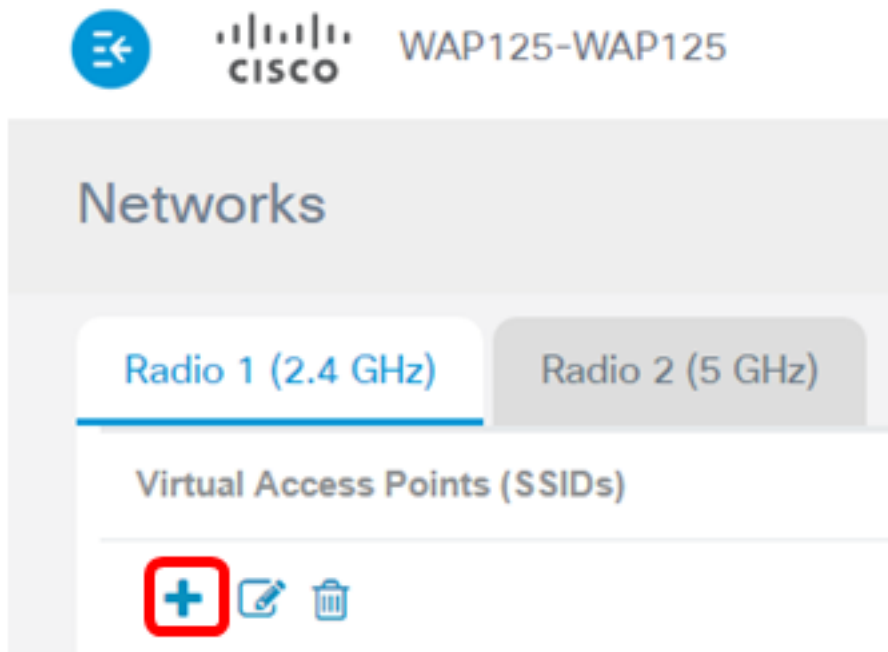 CISCO WAP125-WAP125
Networks
Radio 1 (2.4 GHz) Radio 2 (5 GHz)
Virtual Access Points (SSIDs)